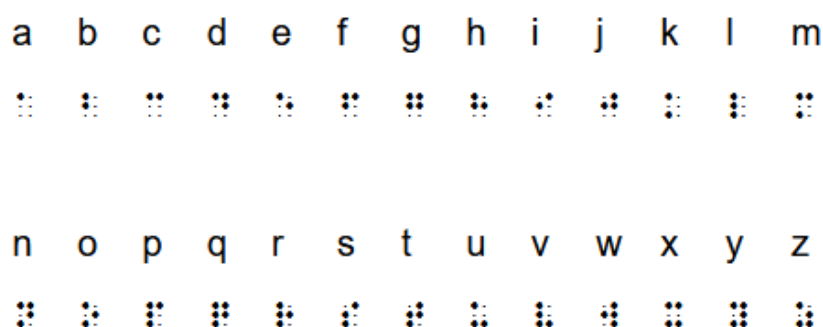 a b c d e f g h i j k l m
⠁ ⠃ ⠉ ⠙ ⠑ ⠋ ⠛ ⠓ ⠊ ⠚ ⠅ ⠇ ⠍
n o p q r s t u v w x y z
⠝ ⠕ ⠏ ⠟ ⠗ ⠎ ⠞ ⠥ ⠧ ⠺ ⠭ ⠽ ⠵